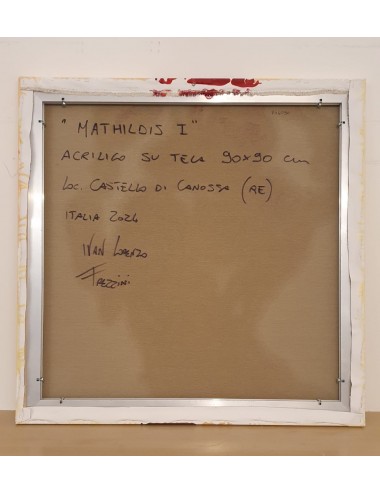 "MATHILDIS I"
ACRILICO SU TELA 90x90 cm
LOC. CASTELLO DI CANOSSA (RE)
ITALIA 2024
IVAN LORENZO
FREZZINI